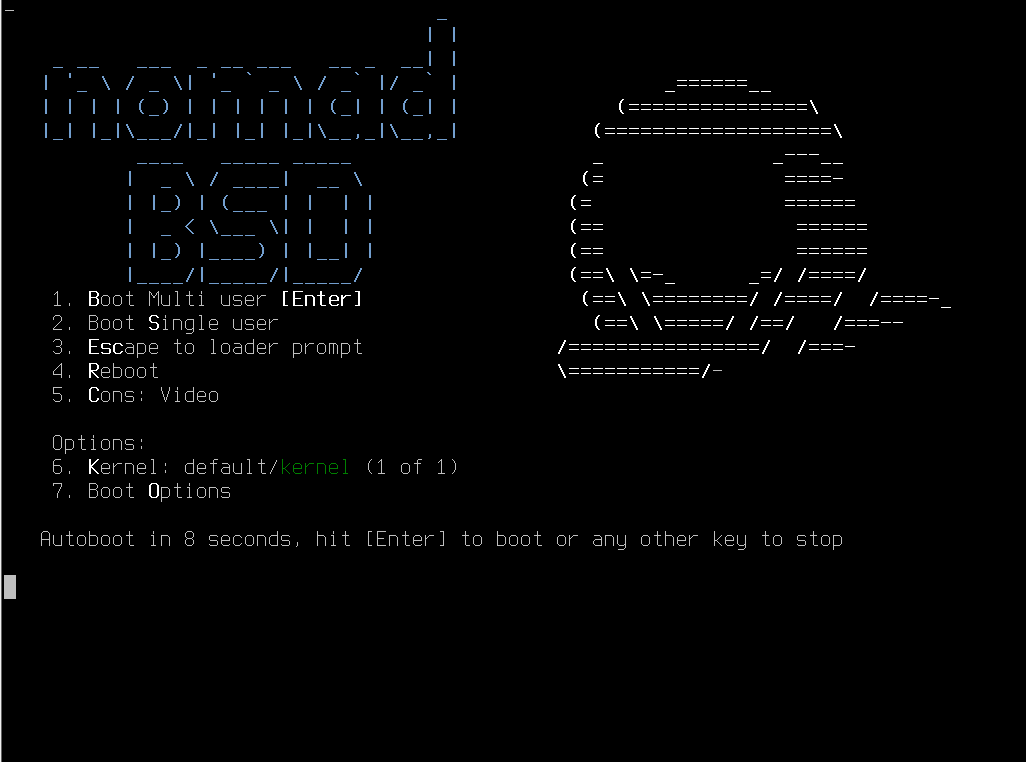 nomad
BSD
1. Boot Multi user [Enter]
2. Boot Single user
3. Escape to loader prompt
4. Reboot
5. Cons: Video
Options:
6. Kernel: default/kernel (1 of 1)
7. Boot Options
Autoboot in 8 seconds, hit [Enter] to boot or any other key to stop